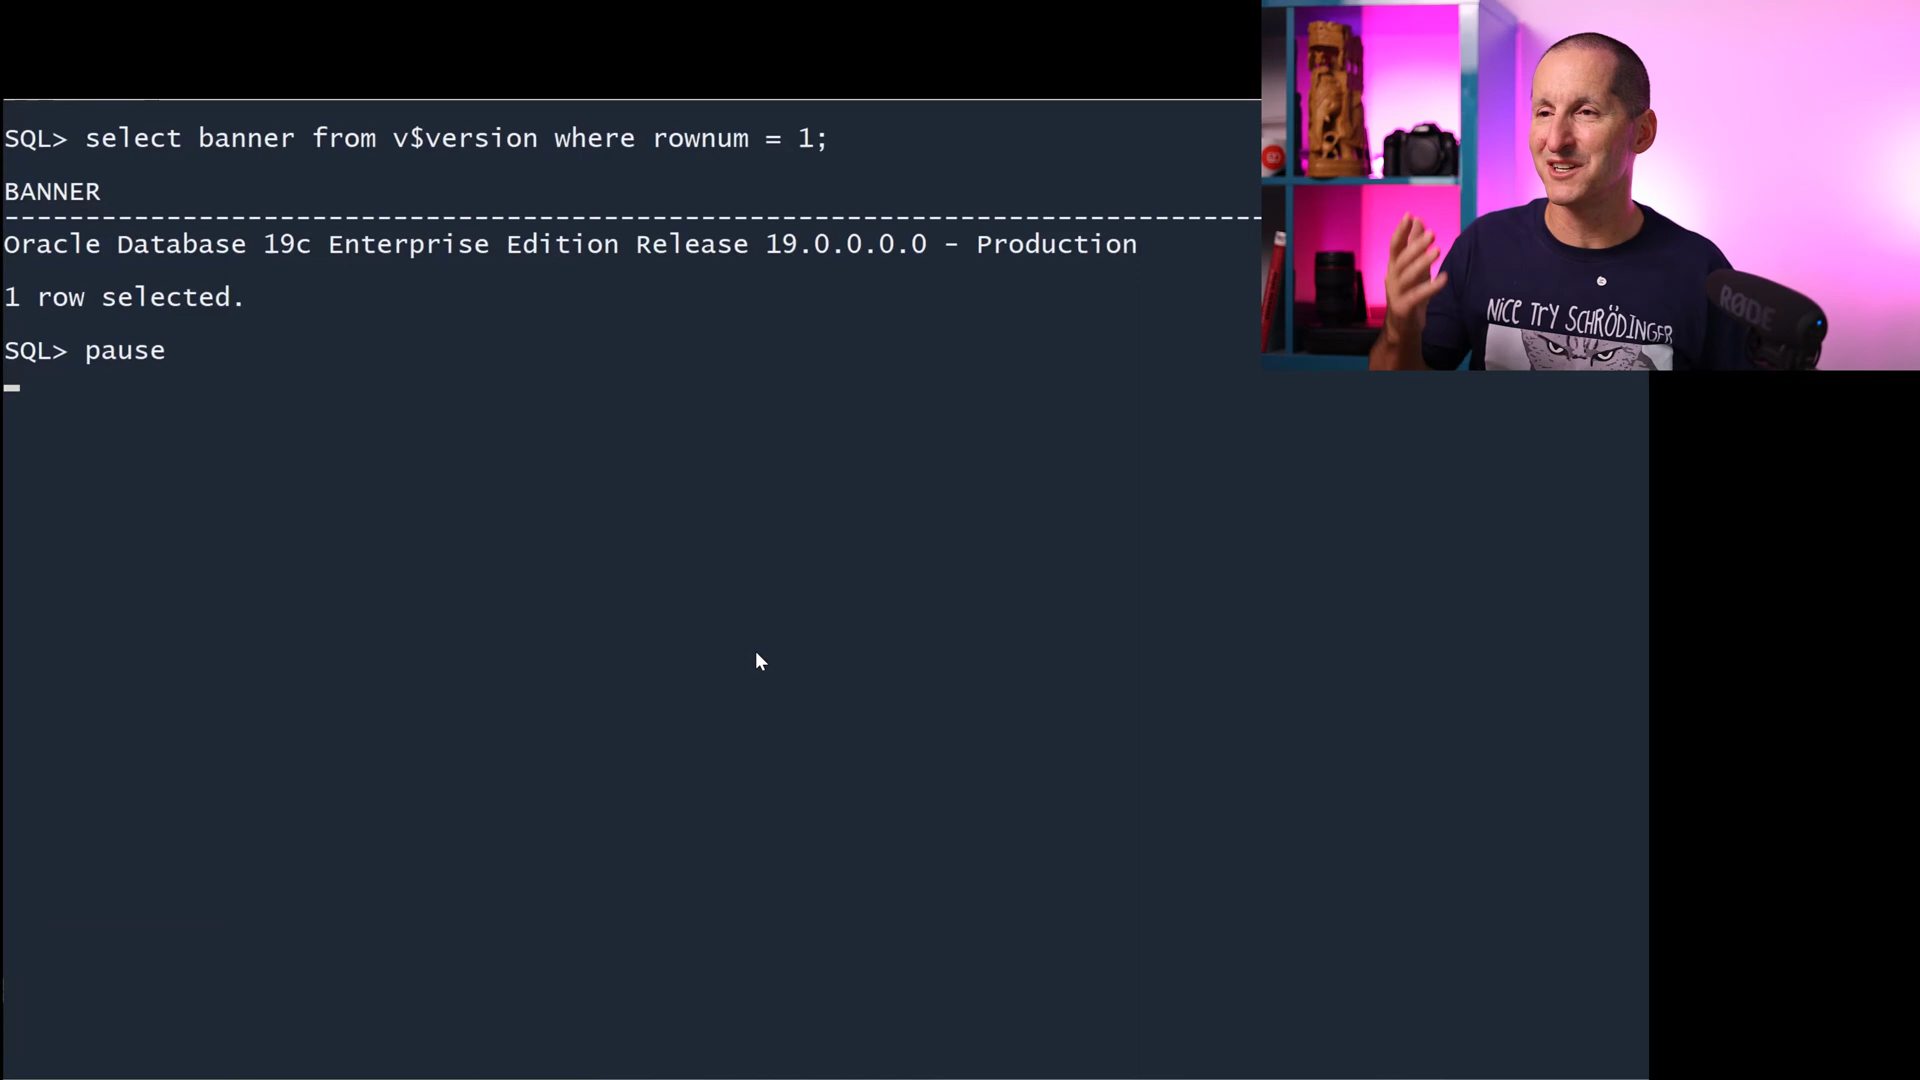 SQL> select banner from v$version where rownum = 1;
BANNER
--------------------------------------------------------------------------------
Oracle Database 19c Enterprise Edition Release 19.0.0.0.0 - Production
1 row selected.
SQL> pause
NICE TRY SCHRÖDINGER
RØDE